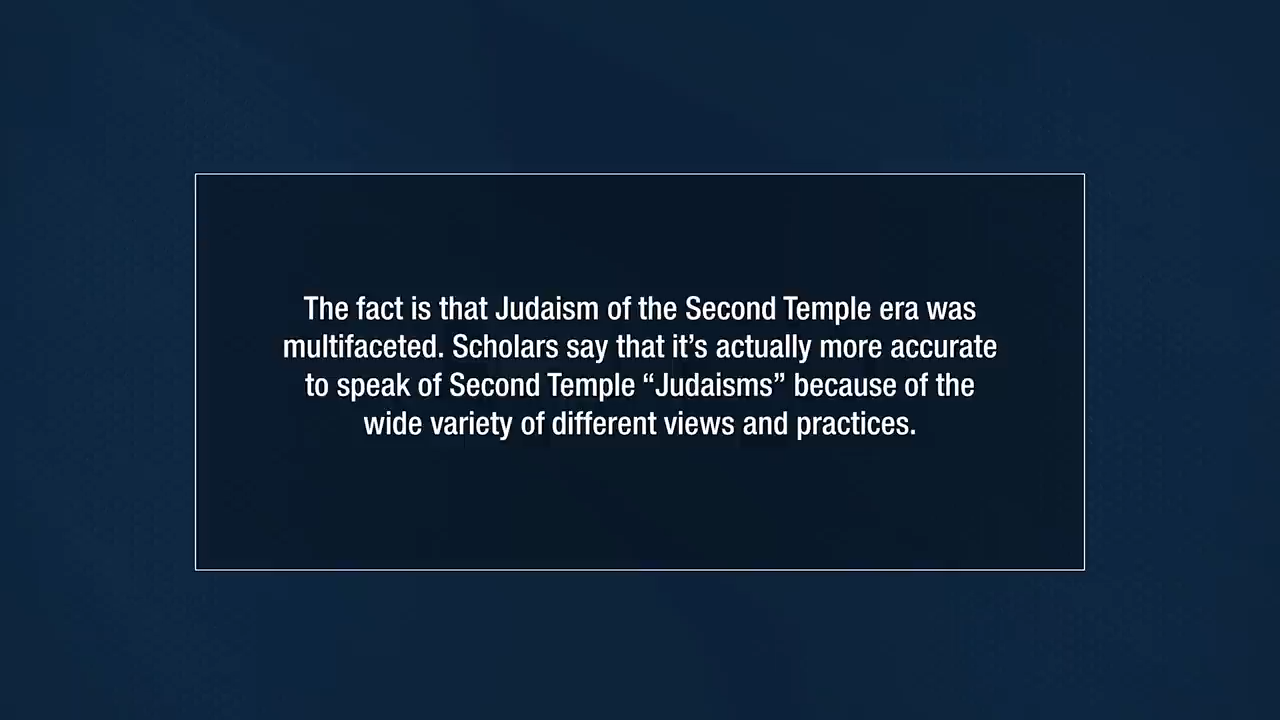 The fact is that Judaism of the Second Temple era was
multifaceted. Scholars say that it’s actually more accurate
to speak of Second Temple “Judaisms” because of the
wide variety of different views and practices.